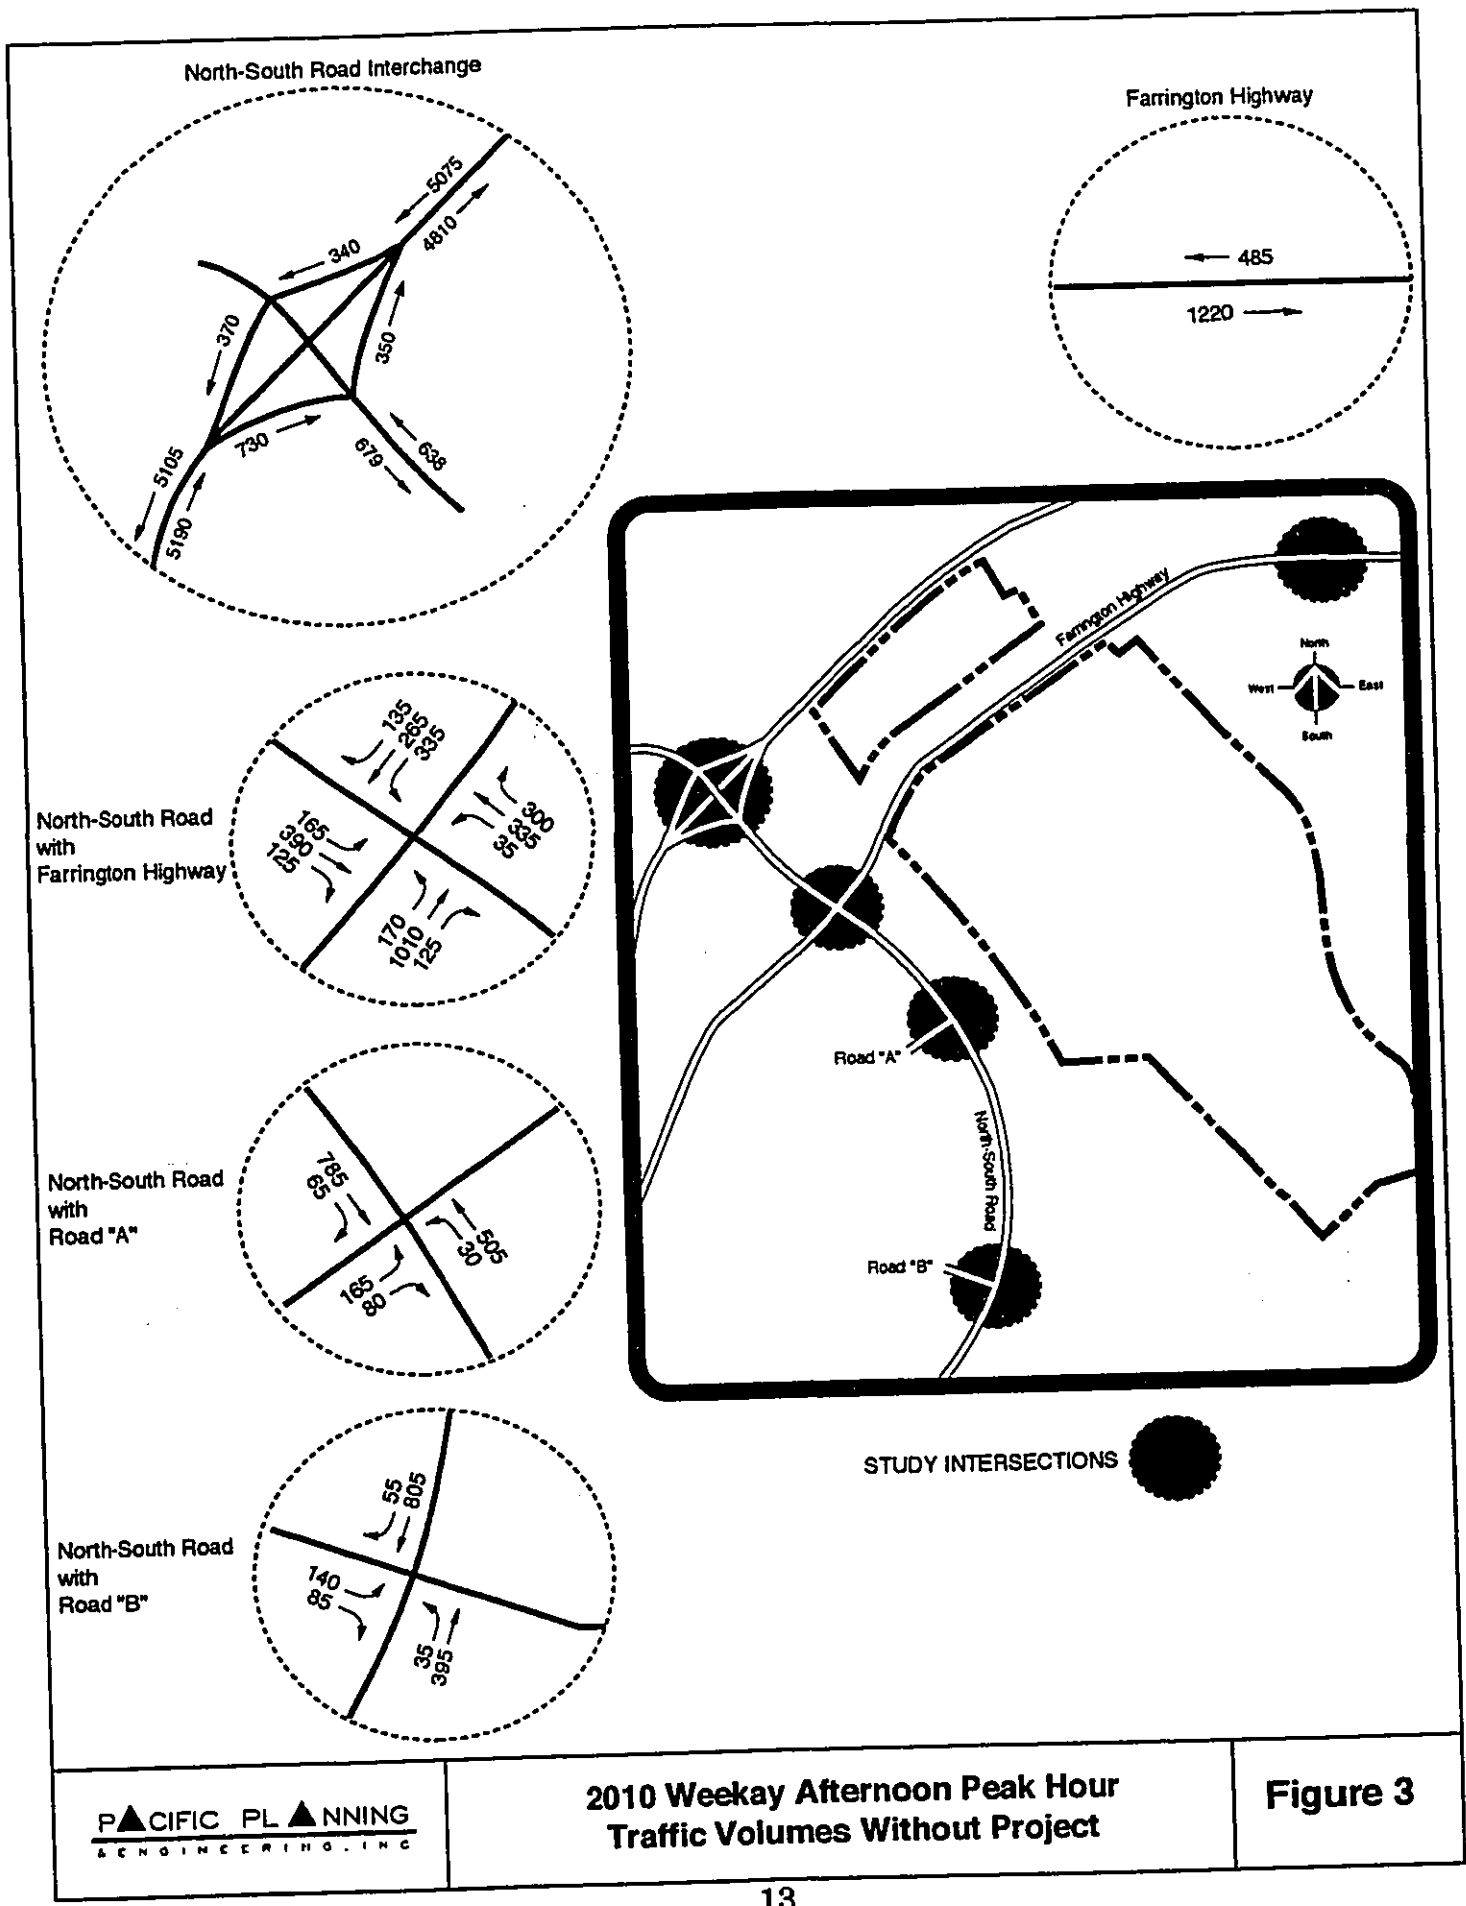 North-South Road Interchange
5075
4810
340
370
350
730
679
638
5105
5190
Farrington Highway
485
1220
North-South Road
with
Farrington Highway
135
265
335
300
335
35
165
390
125
170
1010
125
Farrington Highway
North
West
East
South
Road "A"
North-South Road
Road "B"
North-South Road
with
Road "A"
785
65
505
30
165
80
STUDY INTERSECTIONS
North-South Road
with
Road "B"
55
805
140
85
35
395
PACIFIC PLANNING
& ENGINEERING, INC
2010 Weekay Afternoon Peak Hour
Traffic Volumes Without Project
Figure 3
13